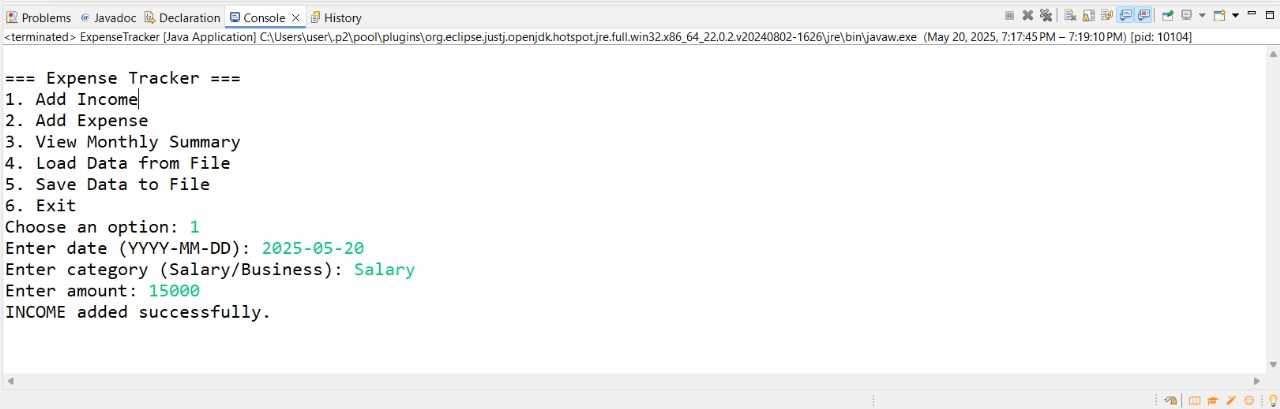 Problems Javadoc Declaration Console History
<terminated> ExpenseTracker [Java Application] C:\Users\user\.p2\pool\plugins\org.eclipse.justj.openjdk.hotspot.jre.full.win32.x86_64_22.0.2.v20240802-1626\jre\bin\javaw.exe (May 20, 2025, 7:17:45 PM – 7:19:10 PM) [pid: 10104]
=== Expense Tracker ===
1. Add Income
2. Add Expense
3. View Monthly Summary
4. Load Data from File
5. Save Data to File
6. Exit
Choose an option: 1
Enter date (YYYY-MM-DD): 2025-05-20
Enter category (Salary/Business): Salary
Enter amount: 15000
INCOME added successfully.